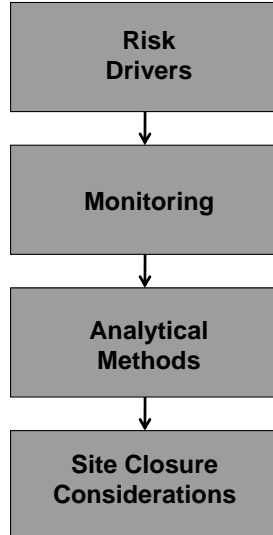 Risk
Drivers
Monitoring
Analytical
Methods
Site Closure
Considerations